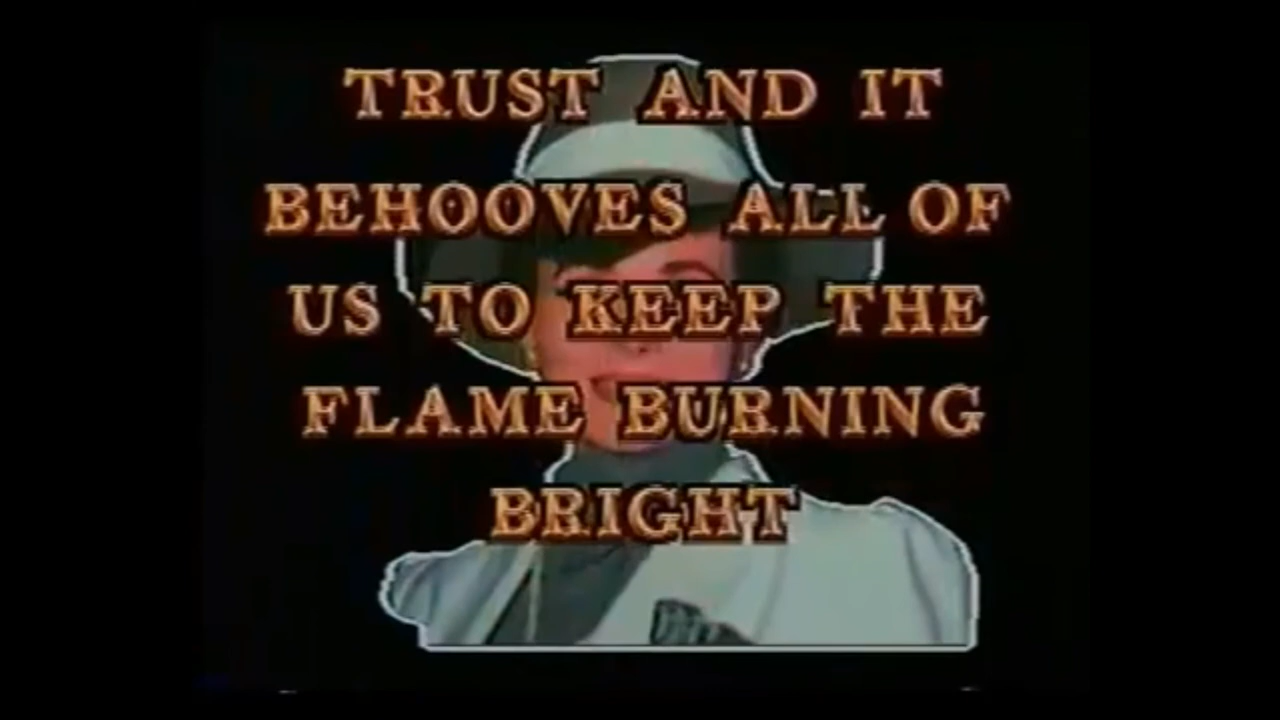 TRUST AND IT
BEHOOVES ALL OF
US TO KEEP THE
FLAME BURNING
BRIGHT